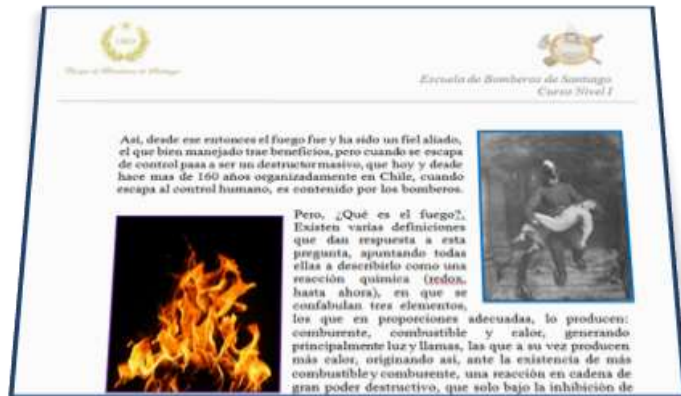 1863
Cuerpo de Bomberos de Santiago
Escuela de Bomberos de Santiago
Curso Nivel I
Así, desde ese entonces el fuego fue y ha sido un fiel aliado,
el que bien manejado trae beneficios, pero cuando se escapa
de control pasa a ser un destructor masivo, que hoy y desde
hace mas de 160 años organizadamente en Chile, cuando
escapa al control humano, es contenido por los bomberos.
Pero, ¿Qué es el fuego?.
Existen varias definiciones
que dan respuesta a esta
pregunta, apuntando todas
ellas a describirlo como una
reacción química (redox,
hasta ahora), en que se
confabulan tres elementos,
los que en proporciones adecuadas, lo producen:
comburente, combustible y calor, generando
principalmente luz y llamas, las que a su vez producen
más calor, originando así, ante la existencia de más
combustible y comburente, una reacción en cadena de
gran poder destructivo, que solo bajo la inhibición de